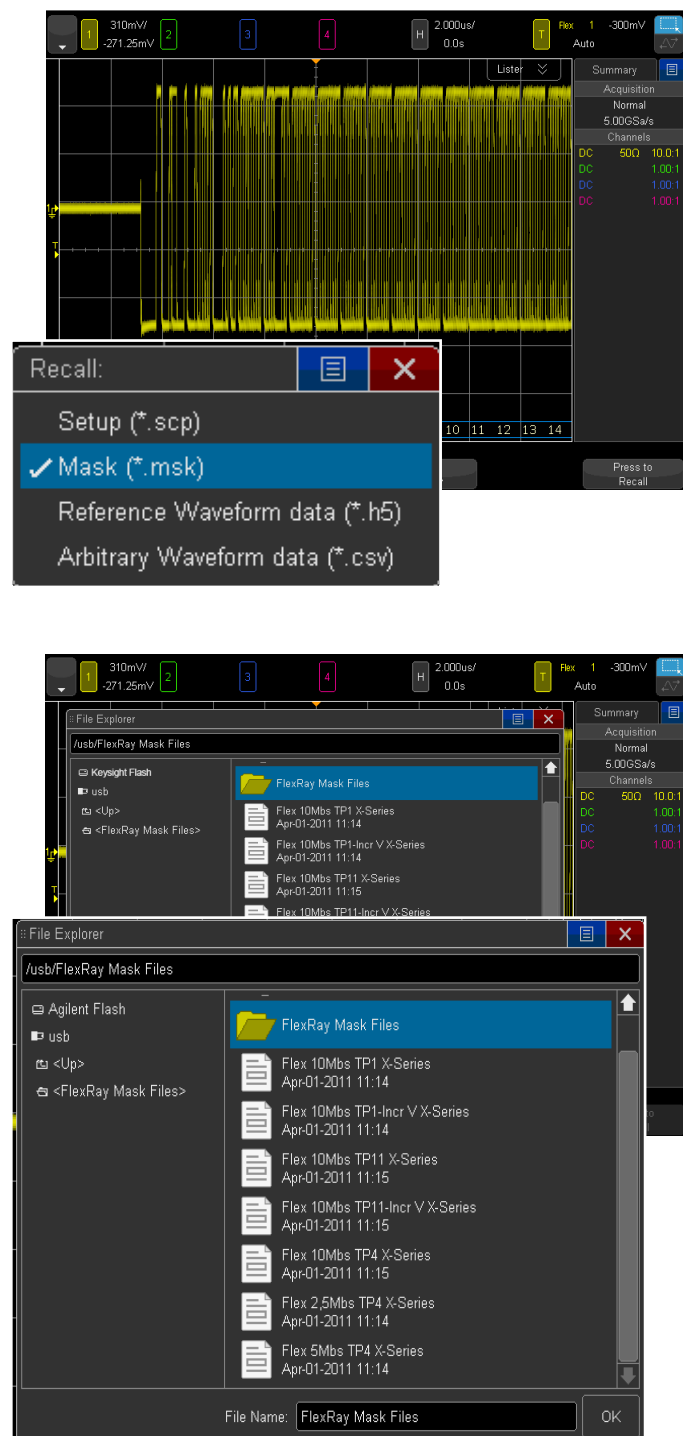 310mV/ 2.000us/ Flex 1 -300mV
1 2 3 4 H T
-271.25mV 0.0s Auto
Lister Summary
Acquisition
Normal
5.00GSa/s
Channels
DC 50Ω 10.0:1
DC 1.00:1
DC 1.00:1
DC 1.00:1
1
T
Recall:
Setup (*.scp)
Mask (*.msk)
Reference Waveform data (*.h5)
Arbitrary Waveform data (*.csv)
10 11 12 13 14
Press to
Recall
310mV/ 2.000us/ Flex 1 -300mV
1 2 3 4 H T
-271.25mV 0.0s Auto
File Explorer
/usb/FlexRay Mask Files
Keysight Flash
usb
<Up>
<FlexRay Mask Files>
FlexRay Mask Files
Flex 10Mbs TP1 X-Series
Apr-01-2011 11:14
Flex 10Mbs TP1-Incr V X-Series
Apr-01-2011 11:14
Flex 10Mbs TP11 X-Series
Apr-01-2011 11:15
Flex 10Mbs TP11-Incr V X-Series
Summary
Acquisition
Normal
5.00GSa/s
Channels
DC 50Ω 10.0:1
DC 1.00:1
DC 1.00:1
DC 1.00:1
1
T
File Explorer
/usb/FlexRay Mask Files
Agilent Flash
usb
<Up>
<FlexRay Mask Files>
FlexRay Mask Files
Flex 10Mbs TP1 X-Series
Apr-01-2011 11:14
Flex 10Mbs TP1-Incr V X-Series
Apr-01-2011 11:14
Flex 10Mbs TP11 X-Series
Apr-01-2011 11:15
Flex 10Mbs TP11-Incr V X-Series
Apr-01-2011 11:15
Flex 10Mbs TP4 X-Series
Apr-01-2011 11:15
Flex 2,5Mbs TP4 X-Series
Apr-01-2011 11:14
Flex 5Mbs TP4 X-Series
Apr-01-2011 11:14
File Name: FlexRay Mask Files OK